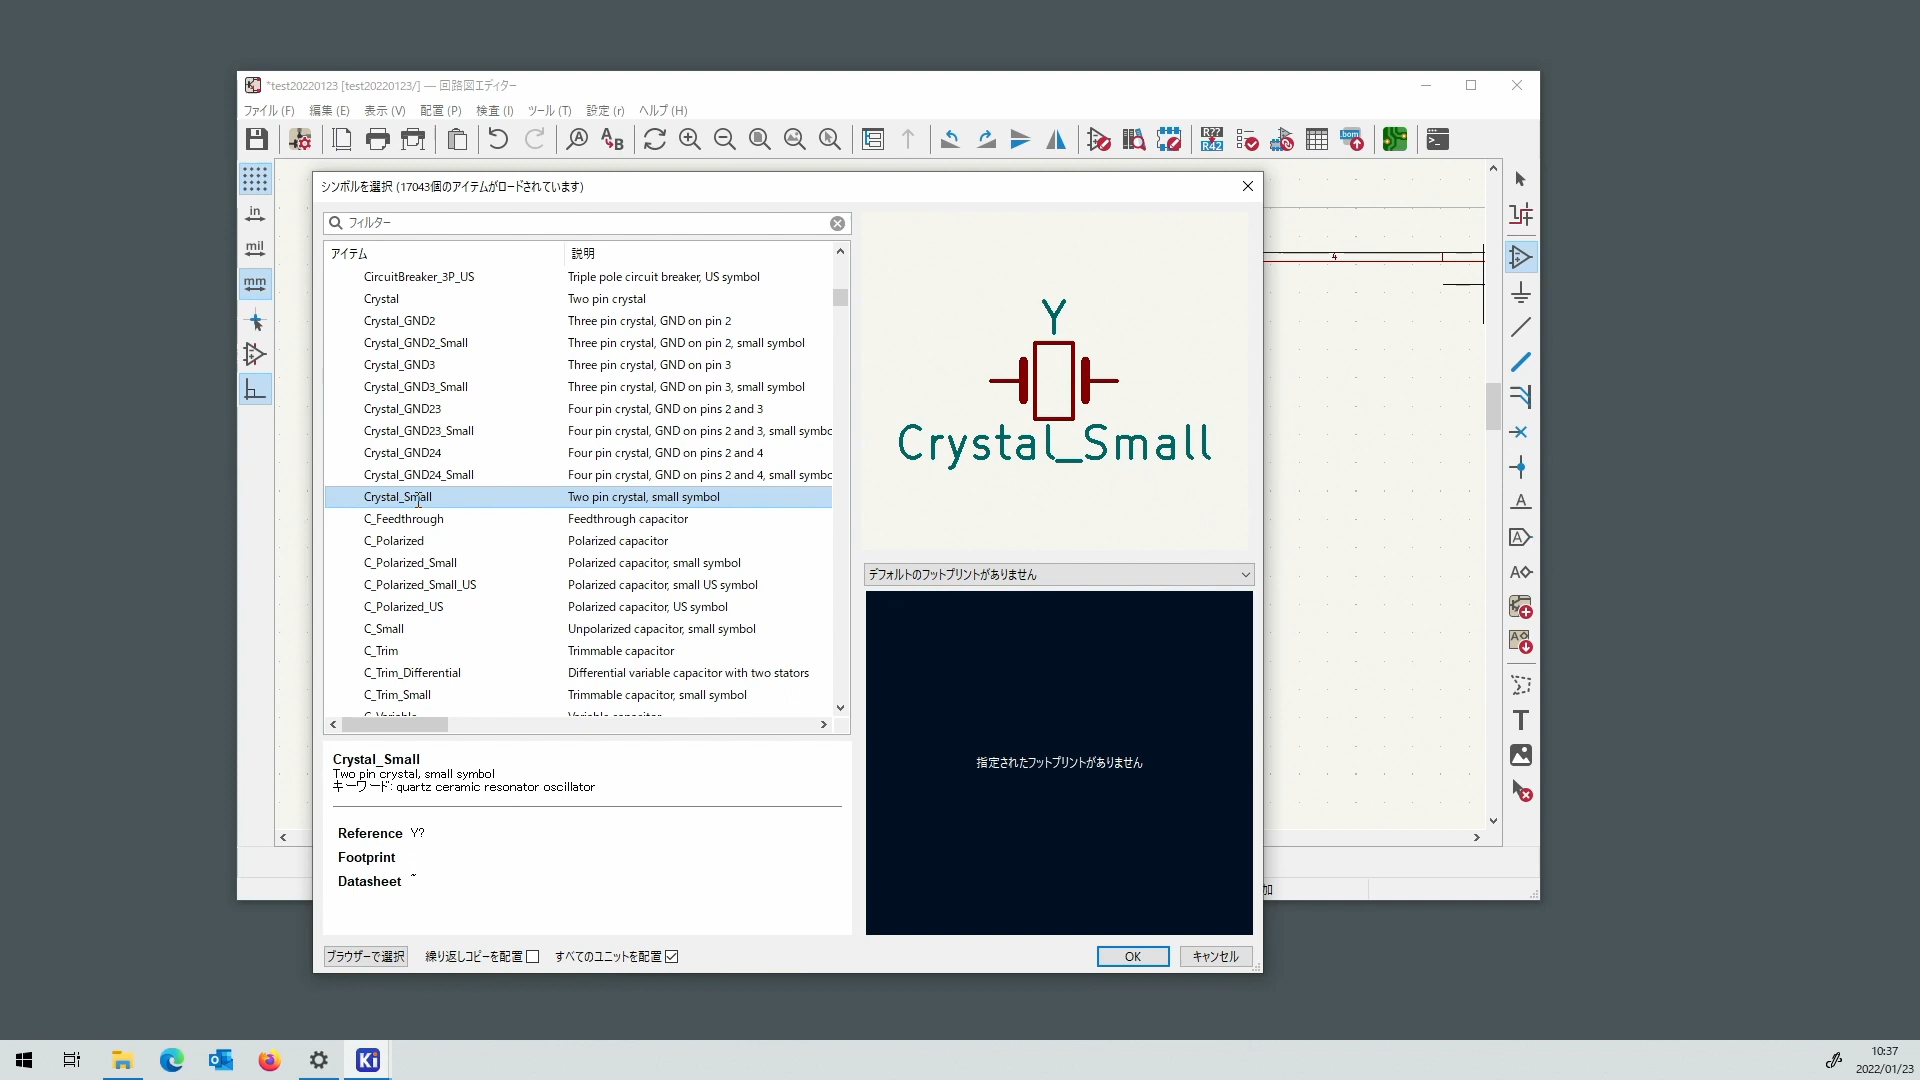 *test20220123 [test20220123/] — 回路図エディター
ファイル (F) 編集 (E) 表示 (V) 配置 (P) 検査 (I) ツール (T) 設定 (r) ヘルプ (H)
R?? R42
bom
in
mil
mm
シンボルを選択 (17043個のアイテムがロードされています)
フィルター
アイテム 説明
CircuitBreaker_3P_US Triple pole circuit breaker, US symbol
Crystal Two pin crystal
Crystal_GND2 Three pin crystal, GND on pin 2
Crystal_GND2_Small Three pin crystal, GND on pin 2, small symbol
Crystal_GND3 Three pin crystal, GND on pin 3
Crystal_GND3_Small Three pin crystal, GND on pin 3, small symbol
Crystal_GND23 Four pin crystal, GND on pins 2 and 3
Crystal_GND23_Small Four pin crystal, GND on pins 2 and 3, small symbo
Crystal_GND24 Four pin crystal, GND on pins 2 and 4
Crystal_GND24_Small Four pin crystal, GND on pins 2 and 4, small symbo
Crystal_Small Two pin crystal, small symbol
C_Feedthrough Feedthrough capacitor
C_Polarized Polarized capacitor
C_Polarized_Small Polarized capacitor, small symbol
C_Polarized_Small_US Polarized capacitor, small US symbol
C_Polarized_US Polarized capacitor, US symbol
C_Small Unpolarized capacitor, small symbol
C_Trim Trimmable capacitor
C_Trim_Differential Differential variable capacitor with two stators
C_Trim_Small Trimmable capacitor, small symbol
Crystal_Small
Two pin crystal, small symbol
キーワード: quartz ceramic resonator oscillator
Reference Y?
Footprint
Datasheet ~
Y
Crystal_Small
デフォルトのフットプリントがありません
指定されたフットプリントがありません
ブラウザーで選択 繰り返しコピーを配置 すべてのユニットを配置 OK キャンセル
4
加
Ki
10:37
2022/01/23